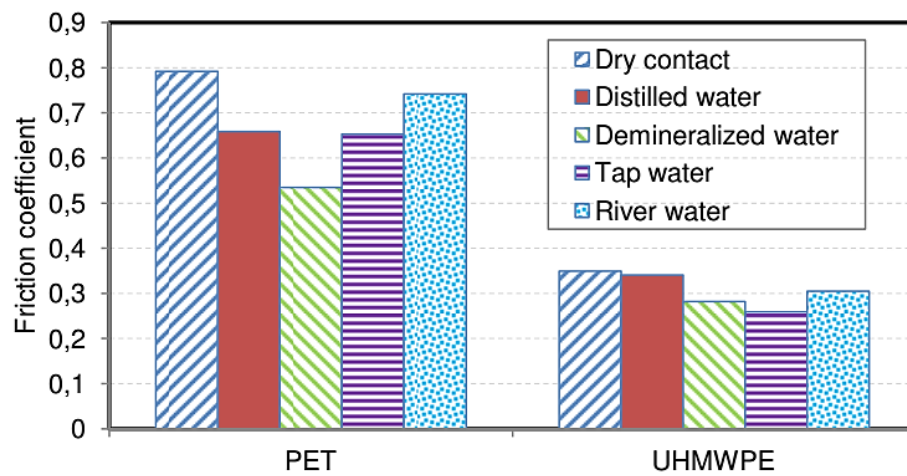 Friction coefficient
0,9
0,8
0,7
0,6
0,5
0,4
0,3
0,2
0,1
0
Dry contact
Distilled water
Demineralized water
Tap water
River water
PET
UHMWPE